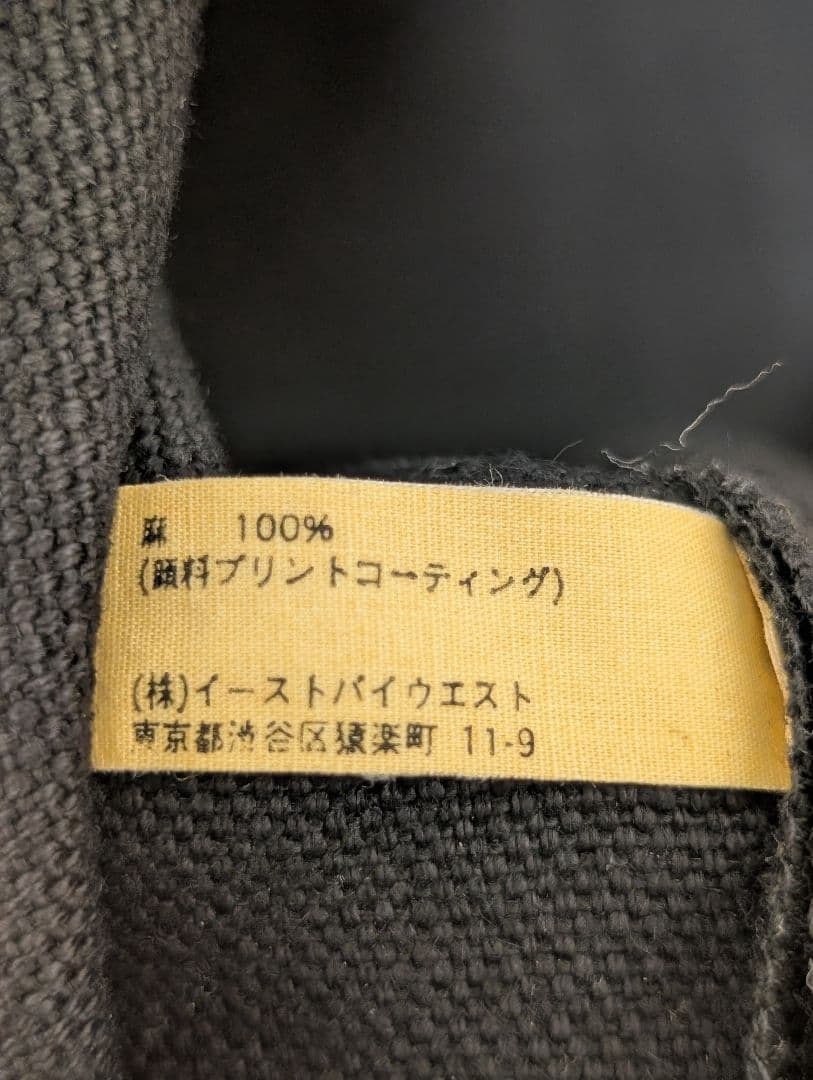 麻 100%
(顔料プリントコーティング)
(株)イーストバイウエスト
東京都渋谷区猿楽町 11-9